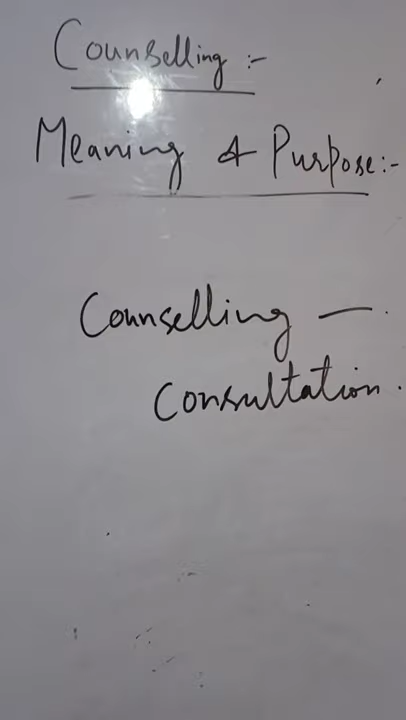 Counselling :-
Meaning & Purpose:-
Counselling —
Consultation.